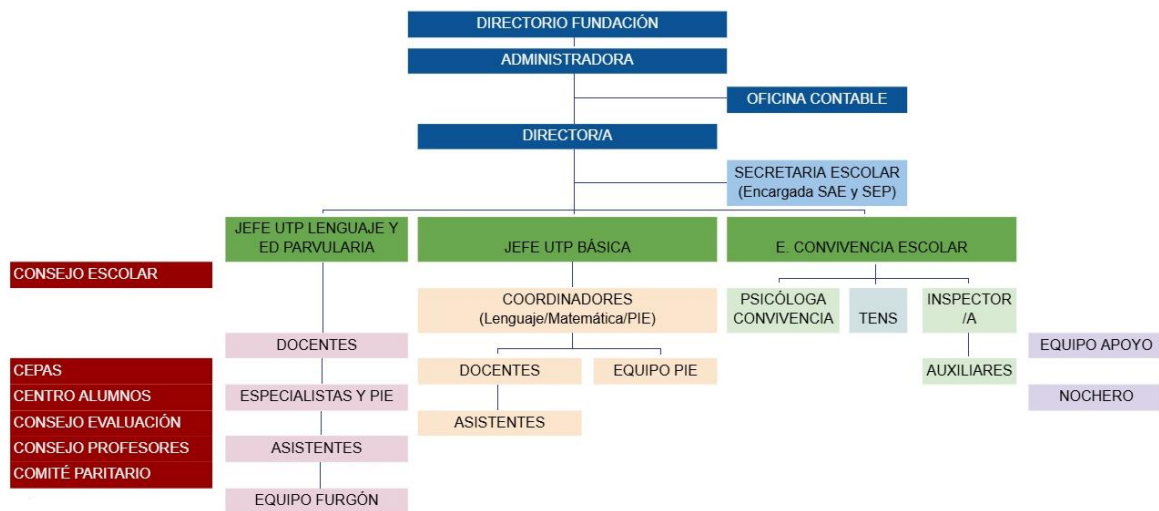 DIRECTORIO FUNDACIÓN
ADMINISTRADORA
OFICINA CONTABLE
DIRECTOR/A
SECRETARIA ESCOLAR
(Encargada SAE y SEP)
JEFE UTP LENGUAJE Y
ED PARVULARIA
JEFE UTP BÁSICA
E. CONVIVENCIA ESCOLAR
CONSEJO ESCOLAR
COORDINADORES
(Lenguaje/Matemática/PIE)
PSICÓLOGA
CONVIVENCIA
TENS
INSPECTOR
/A
DOCENTES
EQUIPO APOYO
CEPAS
DOCENTES
EQUIPO PIE
AUXILIARES
CENTRO ALUMNOS
ESPECIALISTAS Y PIE
NOCHERO
CONSEJO EVALUACIÓN
ASISTENTES
CONSEJO PROFESORES
ASISTENTES
COMITÉ PARITARIO
EQUIPO FURGÓN